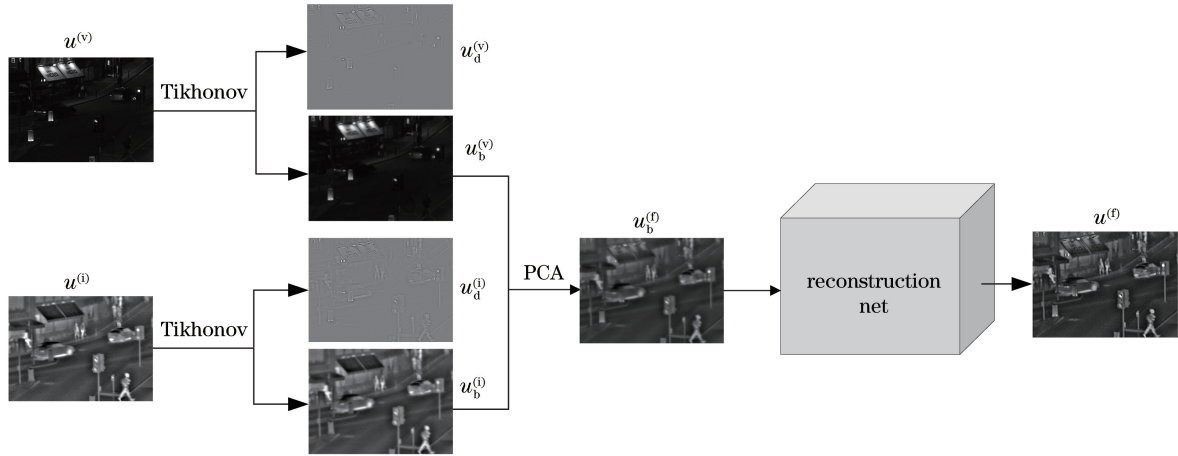 u^(v)
Tikhonov
u_d^(v)
u_b^(v)
u^(i)
Tikhonov
u_d^(i)
u_b^(i)
PCA
u_b^(f)
reconstruction
net
u^(f)